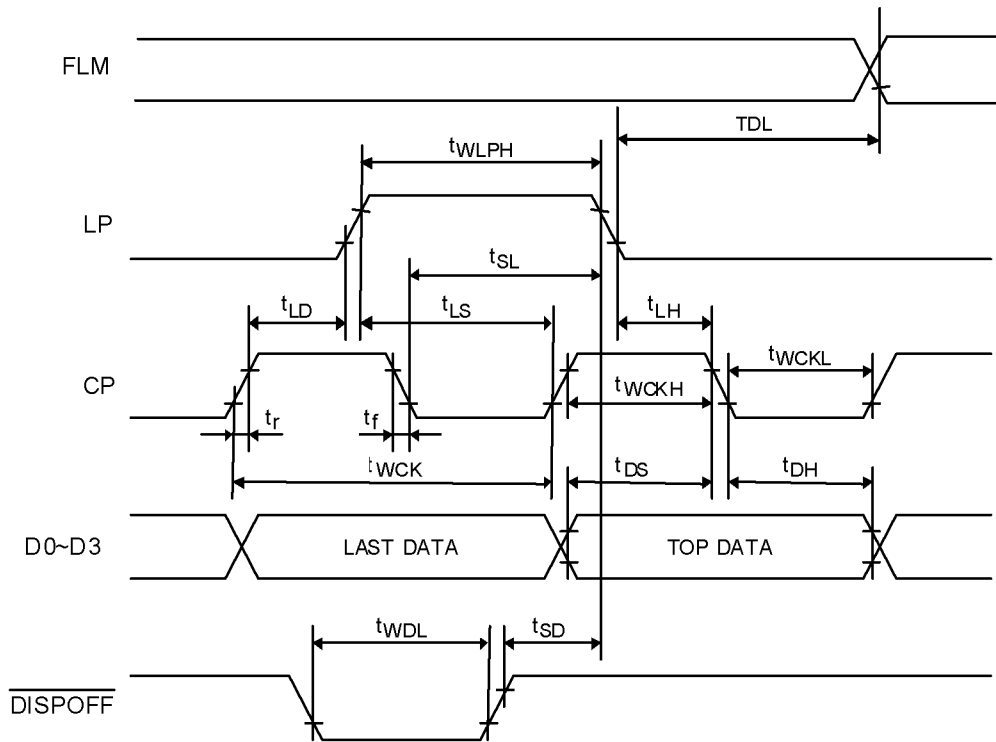 FLM
TDL
tWLPH
LP
tSL
tLD
tLS
tLH
CP
tWCKL
tWCKH
tr
tf
tWCK
tDS
tDH
D0~D3
LAST DATA
TOP DATA
tWDL
tSD
DISPOFF